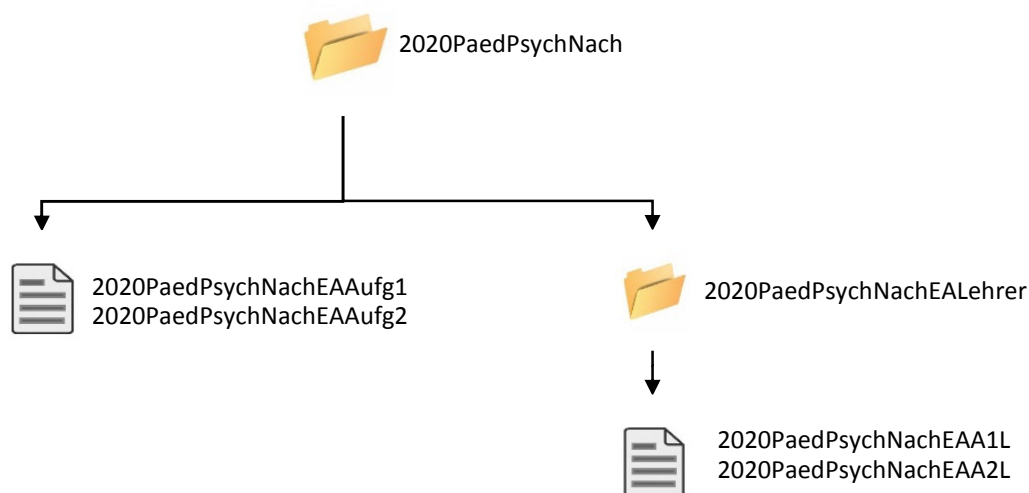 2020PaedPsychNach
2020PaedPsychNachEAAufg1
2020PaedPsychNachEAAufg2
2020PaedPsychNachEALehrer
2020PaedPsychNachEAA1L
2020PaedPsychNachEAA2L